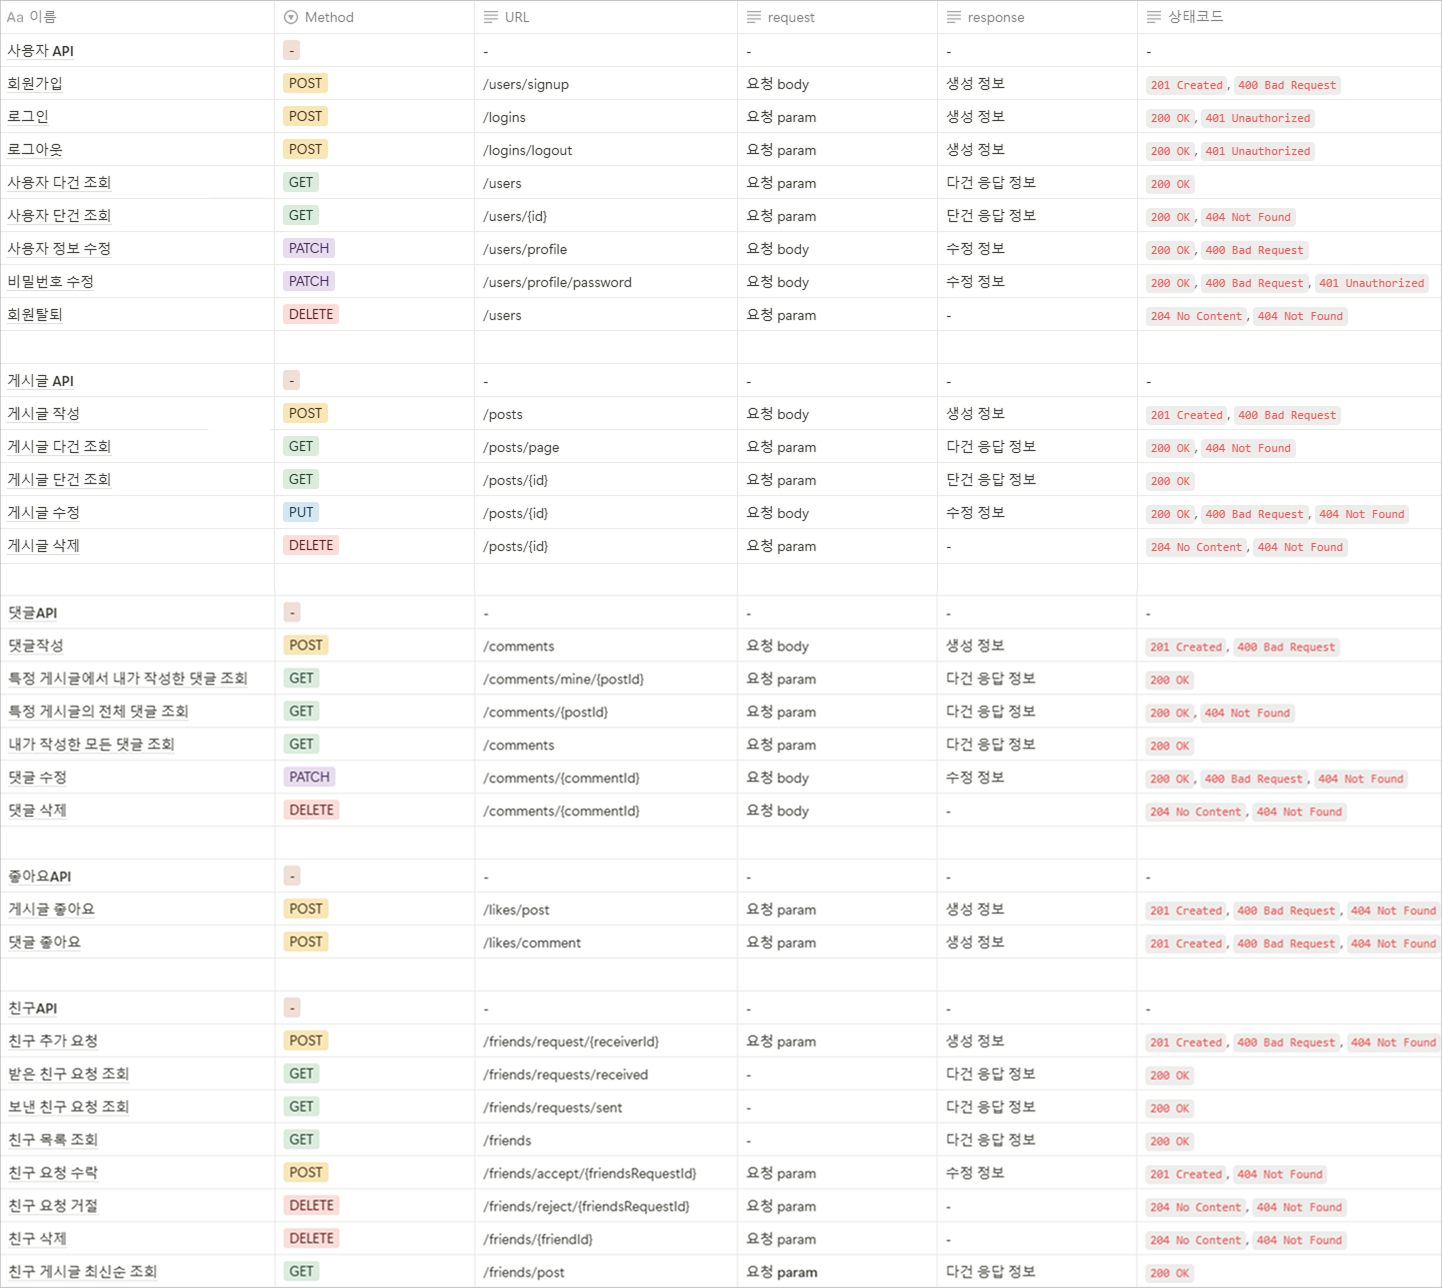 Aa 이름 Method URL request response 상태코드
사용자 API - - - - -
회원가입 POST /users/signup 요청 body 생성 정보 201 Created, 400 Bad Request
로그인 POST /logins 요청 param 생성 정보 200 OK, 401 Unauthorized
로그아웃 POST /logins/logout 요청 param 생성 정보 200 OK, 401 Unauthorized
사용자 다건 조회 GET /users 요청 param 다건 응답 정보 200 OK
사용자 단건 조회 GET /users/{id} 요청 param 단건 응답 정보 200 OK, 404 Not Found
사용자 정보 수정 PATCH /users/profile 요청 body 수정 정보 200 OK, 400 Bad Request
비밀번호 수정 PATCH /users/profile/password 요청 body 수정 정보 200 OK, 400 Bad Request, 401 Unauthorized
회원탈퇴 DELETE /users 요청 param - 204 No Content, 404 Not Found
게시글 API - - - - -
게시글 작성 POST /posts 요청 body 생성 정보 201 Created, 400 Bad Request
게시글 다건 조회 GET /posts/page 요청 param 다건 응답 정보 200 OK, 404 Not Found
게시글 단건 조회 GET /posts/{id} 요청 param 단건 응답 정보 200 OK
게시글 수정 PUT /posts/{id} 요청 body 수정 정보 200 OK, 400 Bad Request, 404 Not Found
게시글 삭제 DELETE /posts/{id} 요청 param - 204 No Content, 404 Not Found
댓글API - - - - -
댓글작성 POST /comments 요청 body 생성 정보 201 Created, 400 Bad Request
특정 게시글에서 내가 작성한 댓글 조회 GET /comments/mine/{postId} 요청 param 다건 응답 정보 200 OK
특정 게시글의 전체 댓글 조회 GET /comments/{postId} 요청 param 다건 응답 정보 200 OK, 404 Not Found
내가 작성한 모든 댓글 조회 GET /comments 요청 param 다건 응답 정보 200 OK
댓글 수정 PATCH /comments/{commentId} 요청 body 수정 정보 200 OK, 400 Bad Request, 404 Not Found
댓글 삭제 DELETE /comments/{commentId} 요청 body - 204 No Content, 404 Not Found
좋아요API - - - - -
게시글 좋아요 POST /likes/post 요청 param 생성 정보 201 Created, 400 Bad Request, 404 Not Found
댓글 좋아요 POST /likes/comment 요청 param 생성 정보 201 Created, 400 Bad Request, 404 Not Found
친구API - - - - -
친구 추가 요청 POST /friends/request/{receiverId} 요청 param 생성 정보 201 Created, 400 Bad Request, 404 Not Found
받은 친구 요청 조회 GET /friends/requests/received - 다건 응답 정보 200 OK
보낸 친구 요청 조회 GET /friends/requests/sent - 다건 응답 정보 200 OK
친구 목록 조회 GET /friends - 다건 응답 정보 200 OK
친구 요청 수락 POST /friends/accept/{friendsRequestId} 요청 param 수정 정보 201 Created, 404 Not Found
친구 요청 거절 DELETE /friends/reject/{friendsRequestId} 요청 param - 204 No Content, 404 Not Found
친구 삭제 DELETE /friends/{friendId} 요청 param - 204 No Content, 404 Not Found
친구 게시글 최신순 조회 GET /friends/post 요청 param 다건 응답 정보 200 OK